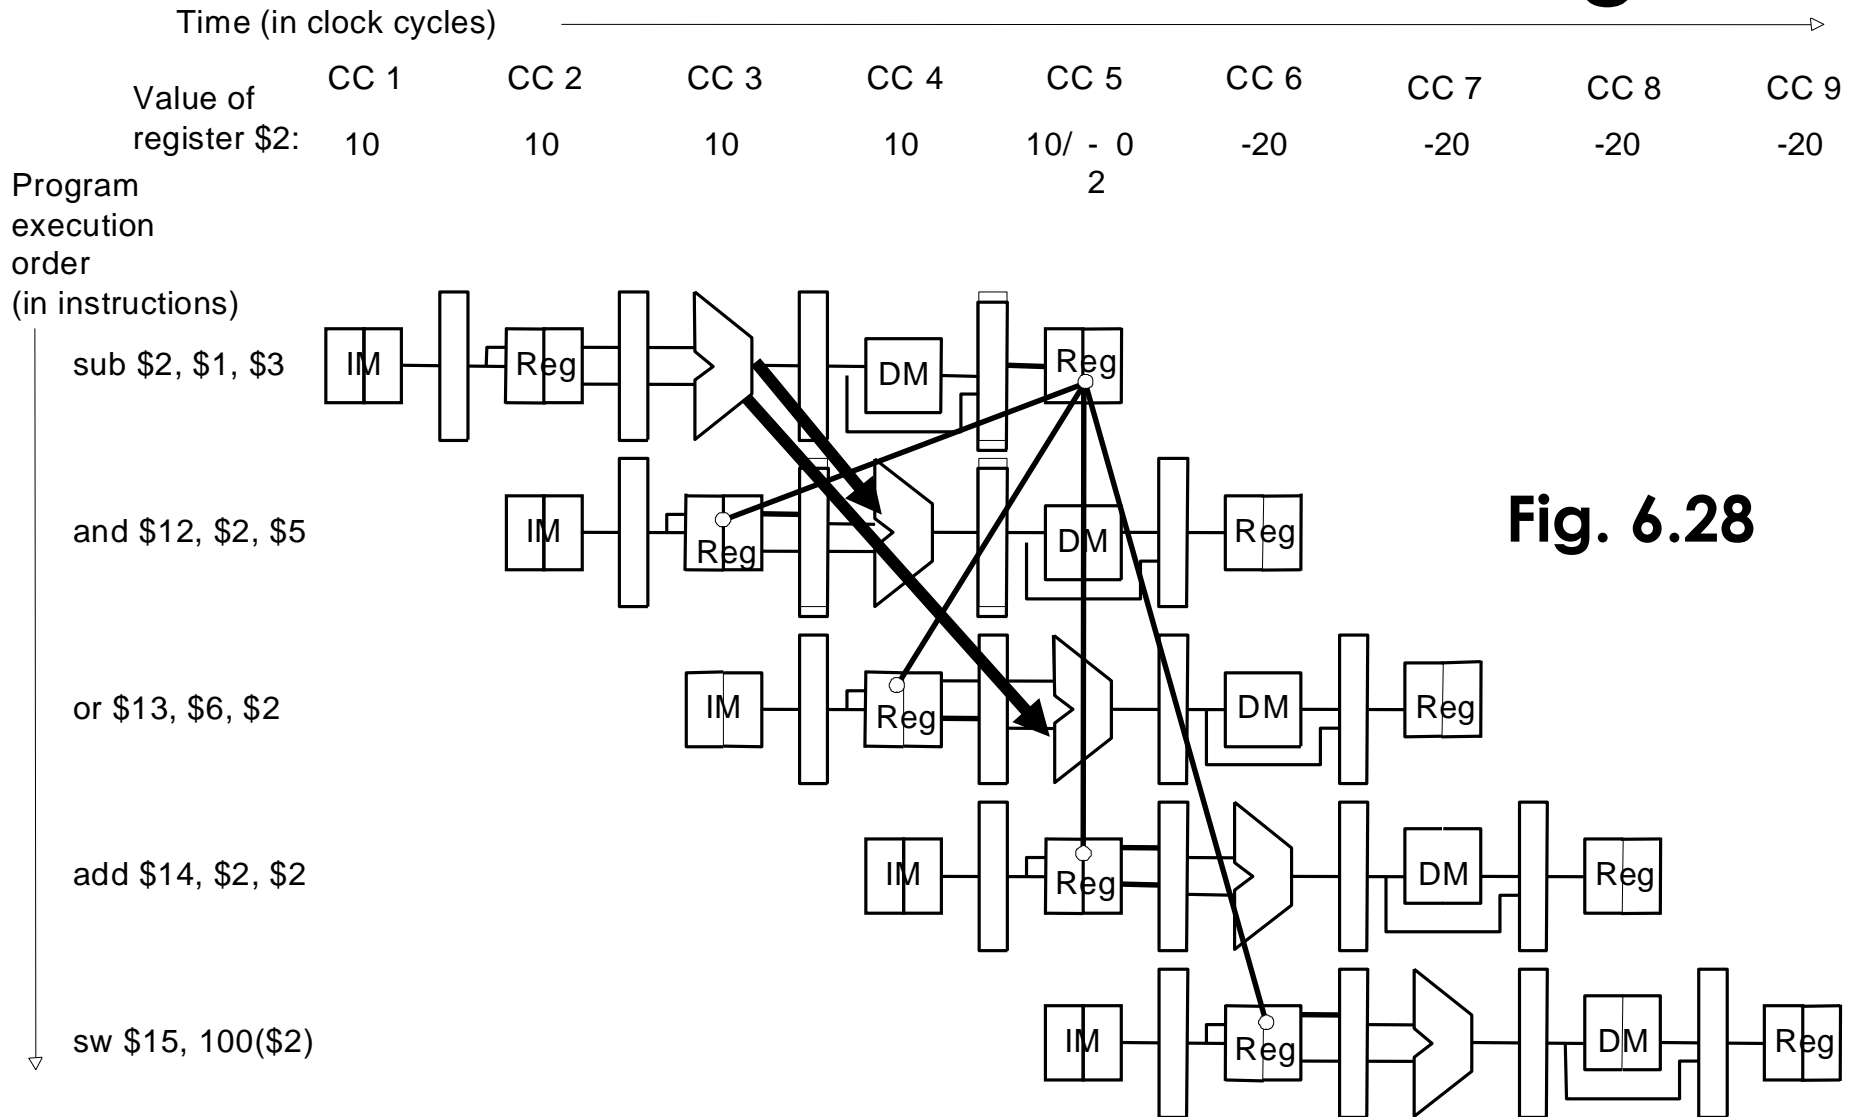 Time (in clock cycles)
CC 1 CC 2 CC 3 CC 4 CC 5 CC 6 CC 7 CC 8 CC 9
Value of
register $2: 10 10 10 10 10/ - 0 -20 -20 -20 -20
2
Program
execution
order
(in instructions)
sub $2, $1, $3 IM Reg DM Reg
and $12, $2, $5 IM Reg DM Reg
Fig. 6.28
or $13, $6, $2 IM Reg DM Reg
add $14, $2, $2 IM Reg DM Reg
sw $15, 100($2) IM Reg DM Reg